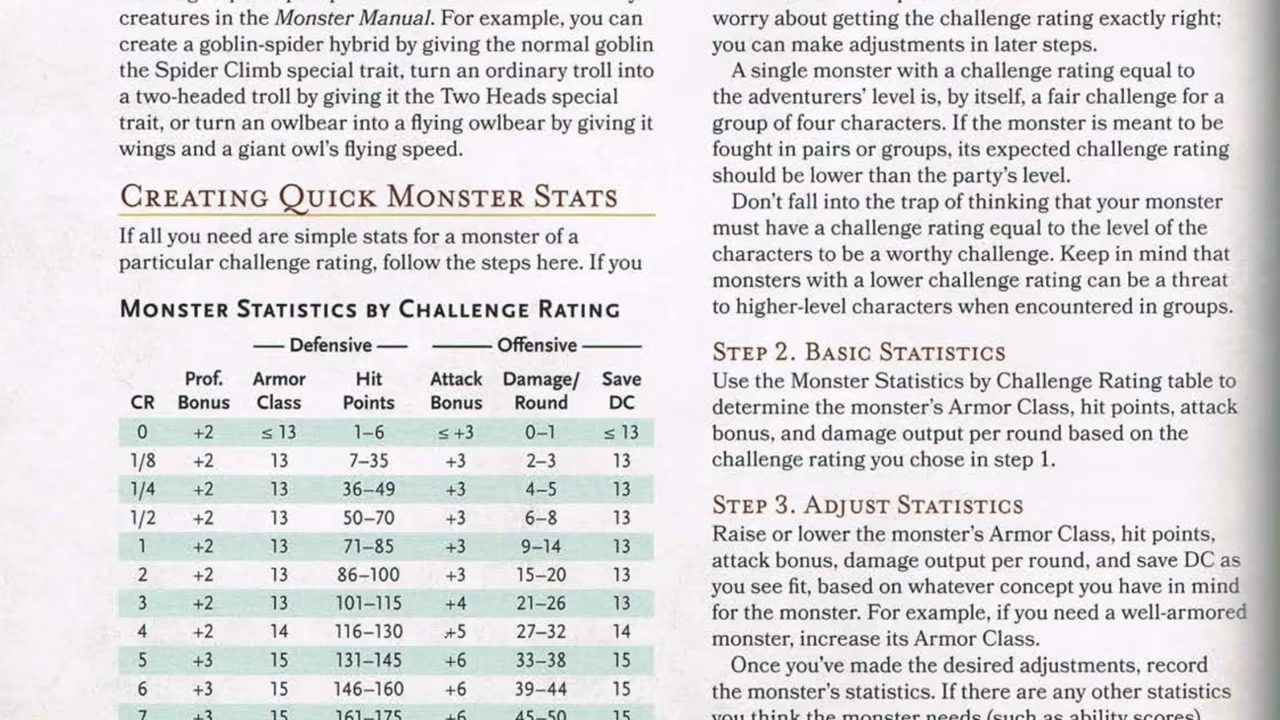 creatures in the Monster Manual. For example, you can
create a goblin-spider hybrid by giving the normal goblin
the Spider Climb special trait, turn an ordinary troll into
a two-headed troll by giving it the Two Heads special
trait, or turn an owlbear into a flying owlbear by giving it
wings and a giant owl's flying speed.
CREATING QUICK MONSTER STATS
If all you need are simple stats for a monster of a
particular challenge rating, follow the steps here. If you
MONSTER STATISTICS BY CHALLENGE RATING
Defensive Offensive
Prof. Armor Hit Attack Damage/ Save
CR Bonus Class Points Bonus Round DC
0 +2 ≤ 13 1–6 ≤ +3 0–1 ≤ 13
1/8 +2 13 7–35 +3 2–3 13
1/4 +2 13 36–49 +3 4–5 13
1/2 +2 13 50–70 +3 6–8 13
1 +2 13 71–85 +3 9–14 13
2 +2 13 86–100 +3 15–20 13
3 +2 13 101–115 +4 21–26 13
4 +2 14 116–130 +5 27–32 14
5 +3 15 131–145 +6 33–38 15
6 +3 15 146–160 +6 39–44 15
7 +3 15 161–175 +6 45–50 15
worry about getting the challenge rating exactly right;
you can make adjustments in later steps.
A single monster with a challenge rating equal to
the adventurers' level is, by itself, a fair challenge for a
group of four characters. If the monster is meant to be
fought in pairs or groups, its expected challenge rating
should be lower than the party's level.
Don't fall into the trap of thinking that your monster
must have a challenge rating equal to the level of the
characters to be a worthy challenge. Keep in mind that
monsters with a lower challenge rating can be a threat
to higher-level characters when encountered in groups.
STEP 2. BASIC STATISTICS
Use the Monster Statistics by Challenge Rating table to
determine the monster's Armor Class, hit points, attack
bonus, and damage output per round based on the
challenge rating you chose in step 1.
STEP 3. ADJUST STATISTICS
Raise or lower the monster's Armor Class, hit points,
attack bonus, damage output per round, and save DC as
you see fit, based on whatever concept you have in mind
for the monster. For example, if you need a well-armored
monster, increase its Armor Class.
Once you've made the desired adjustments, record
the monster's statistics. If there are any other statistics
you think the monster needs (such as ability scores)